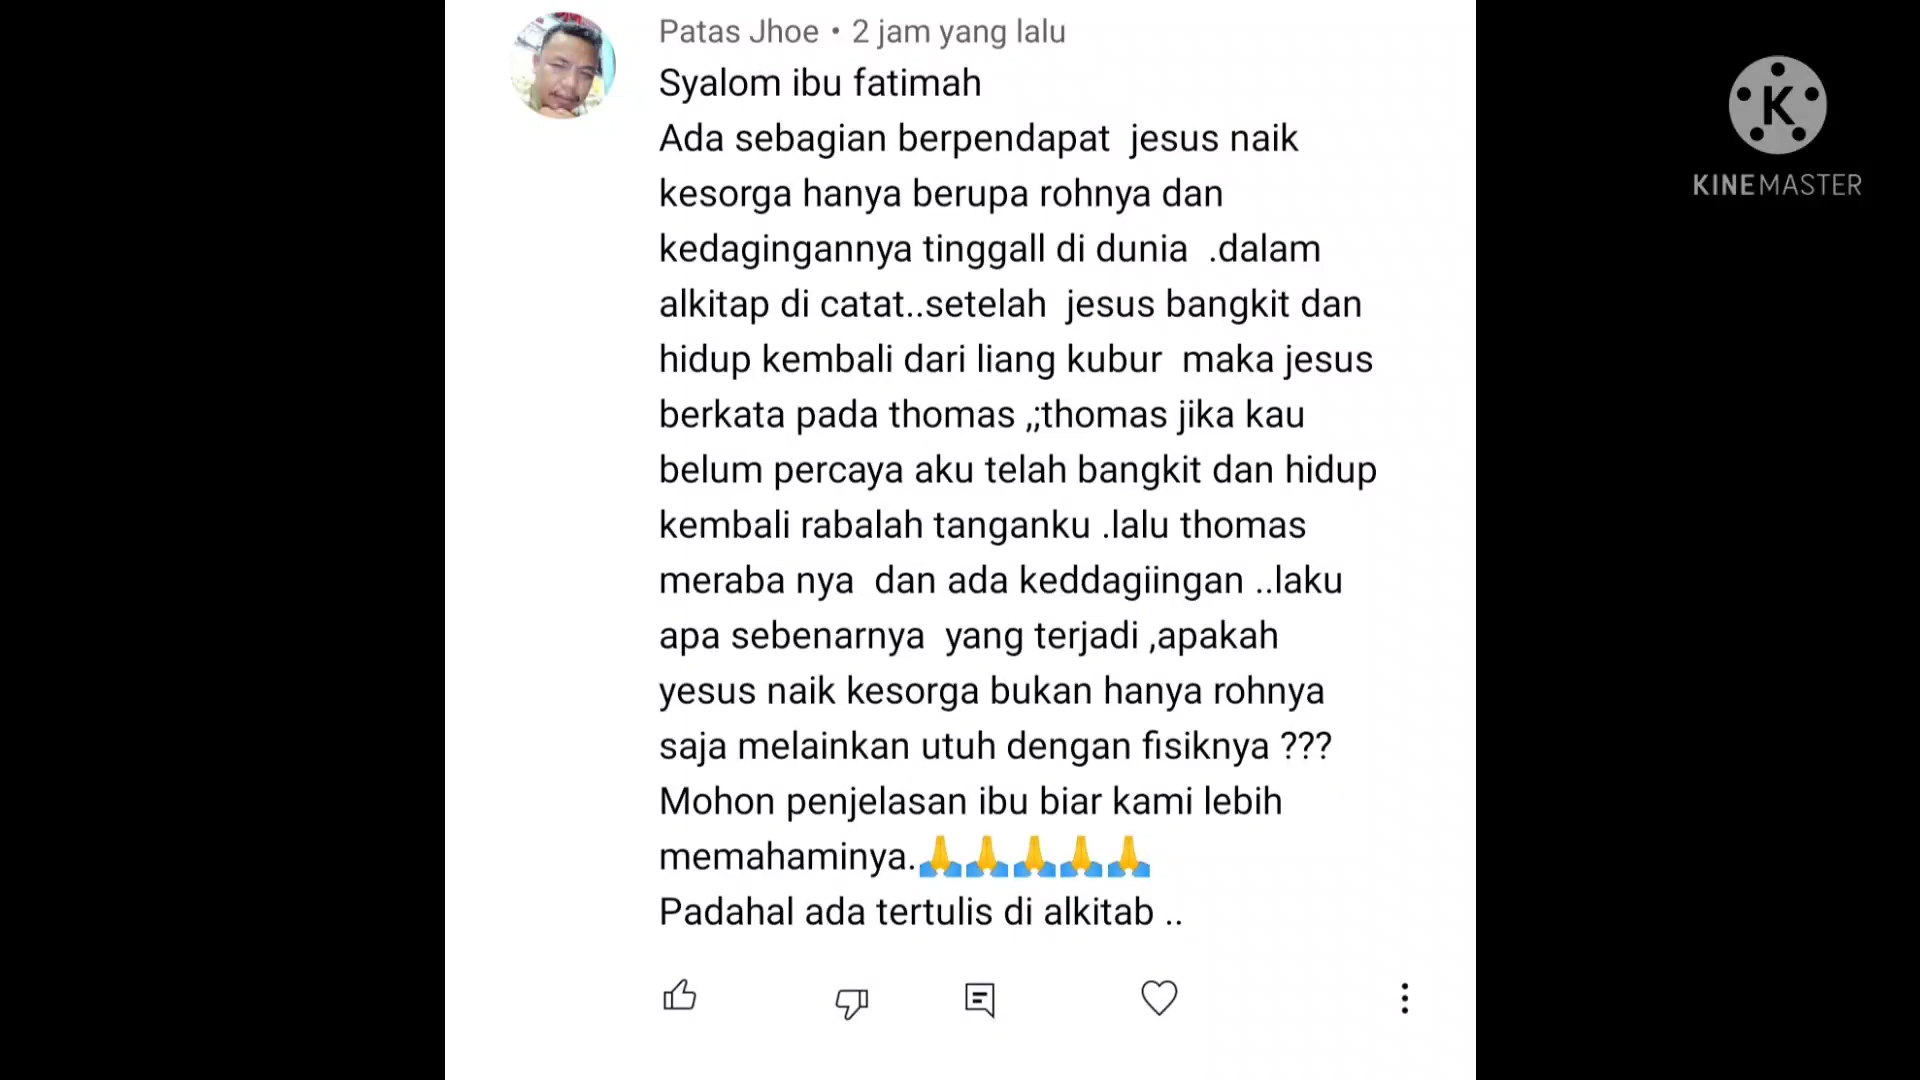 Patas Jhoe • 2 jam yang lalu
Syalom ibu fatimah
Ada sebagian berpendapat  jesus naik
kesorga hanya berupa rohnya dan
kedagingannya tinggall di dunia  .dalam
alkitap di catat..setelah  jesus bangkit dan
hidup kembali dari liang kubur  maka jesus
berkata pada thomas ,;thomas jika kau
belum percaya aku telah bangkit dan hidup
kembali rabalah tanganku .lalu thomas
meraba nya  dan ada keddagiingan ..laku
apa sebenarnya  yang terjadi ,apakah
yesus naik kesorga bukan hanya rohnya
saja melainkan utuh dengan fisiknya ???
Mohon penjelasan ibu biar kami lebih
memahaminya.🙏🙏🙏🙏🙏
Padahal ada tertulis di alkitab ..
K
KINEMASTER